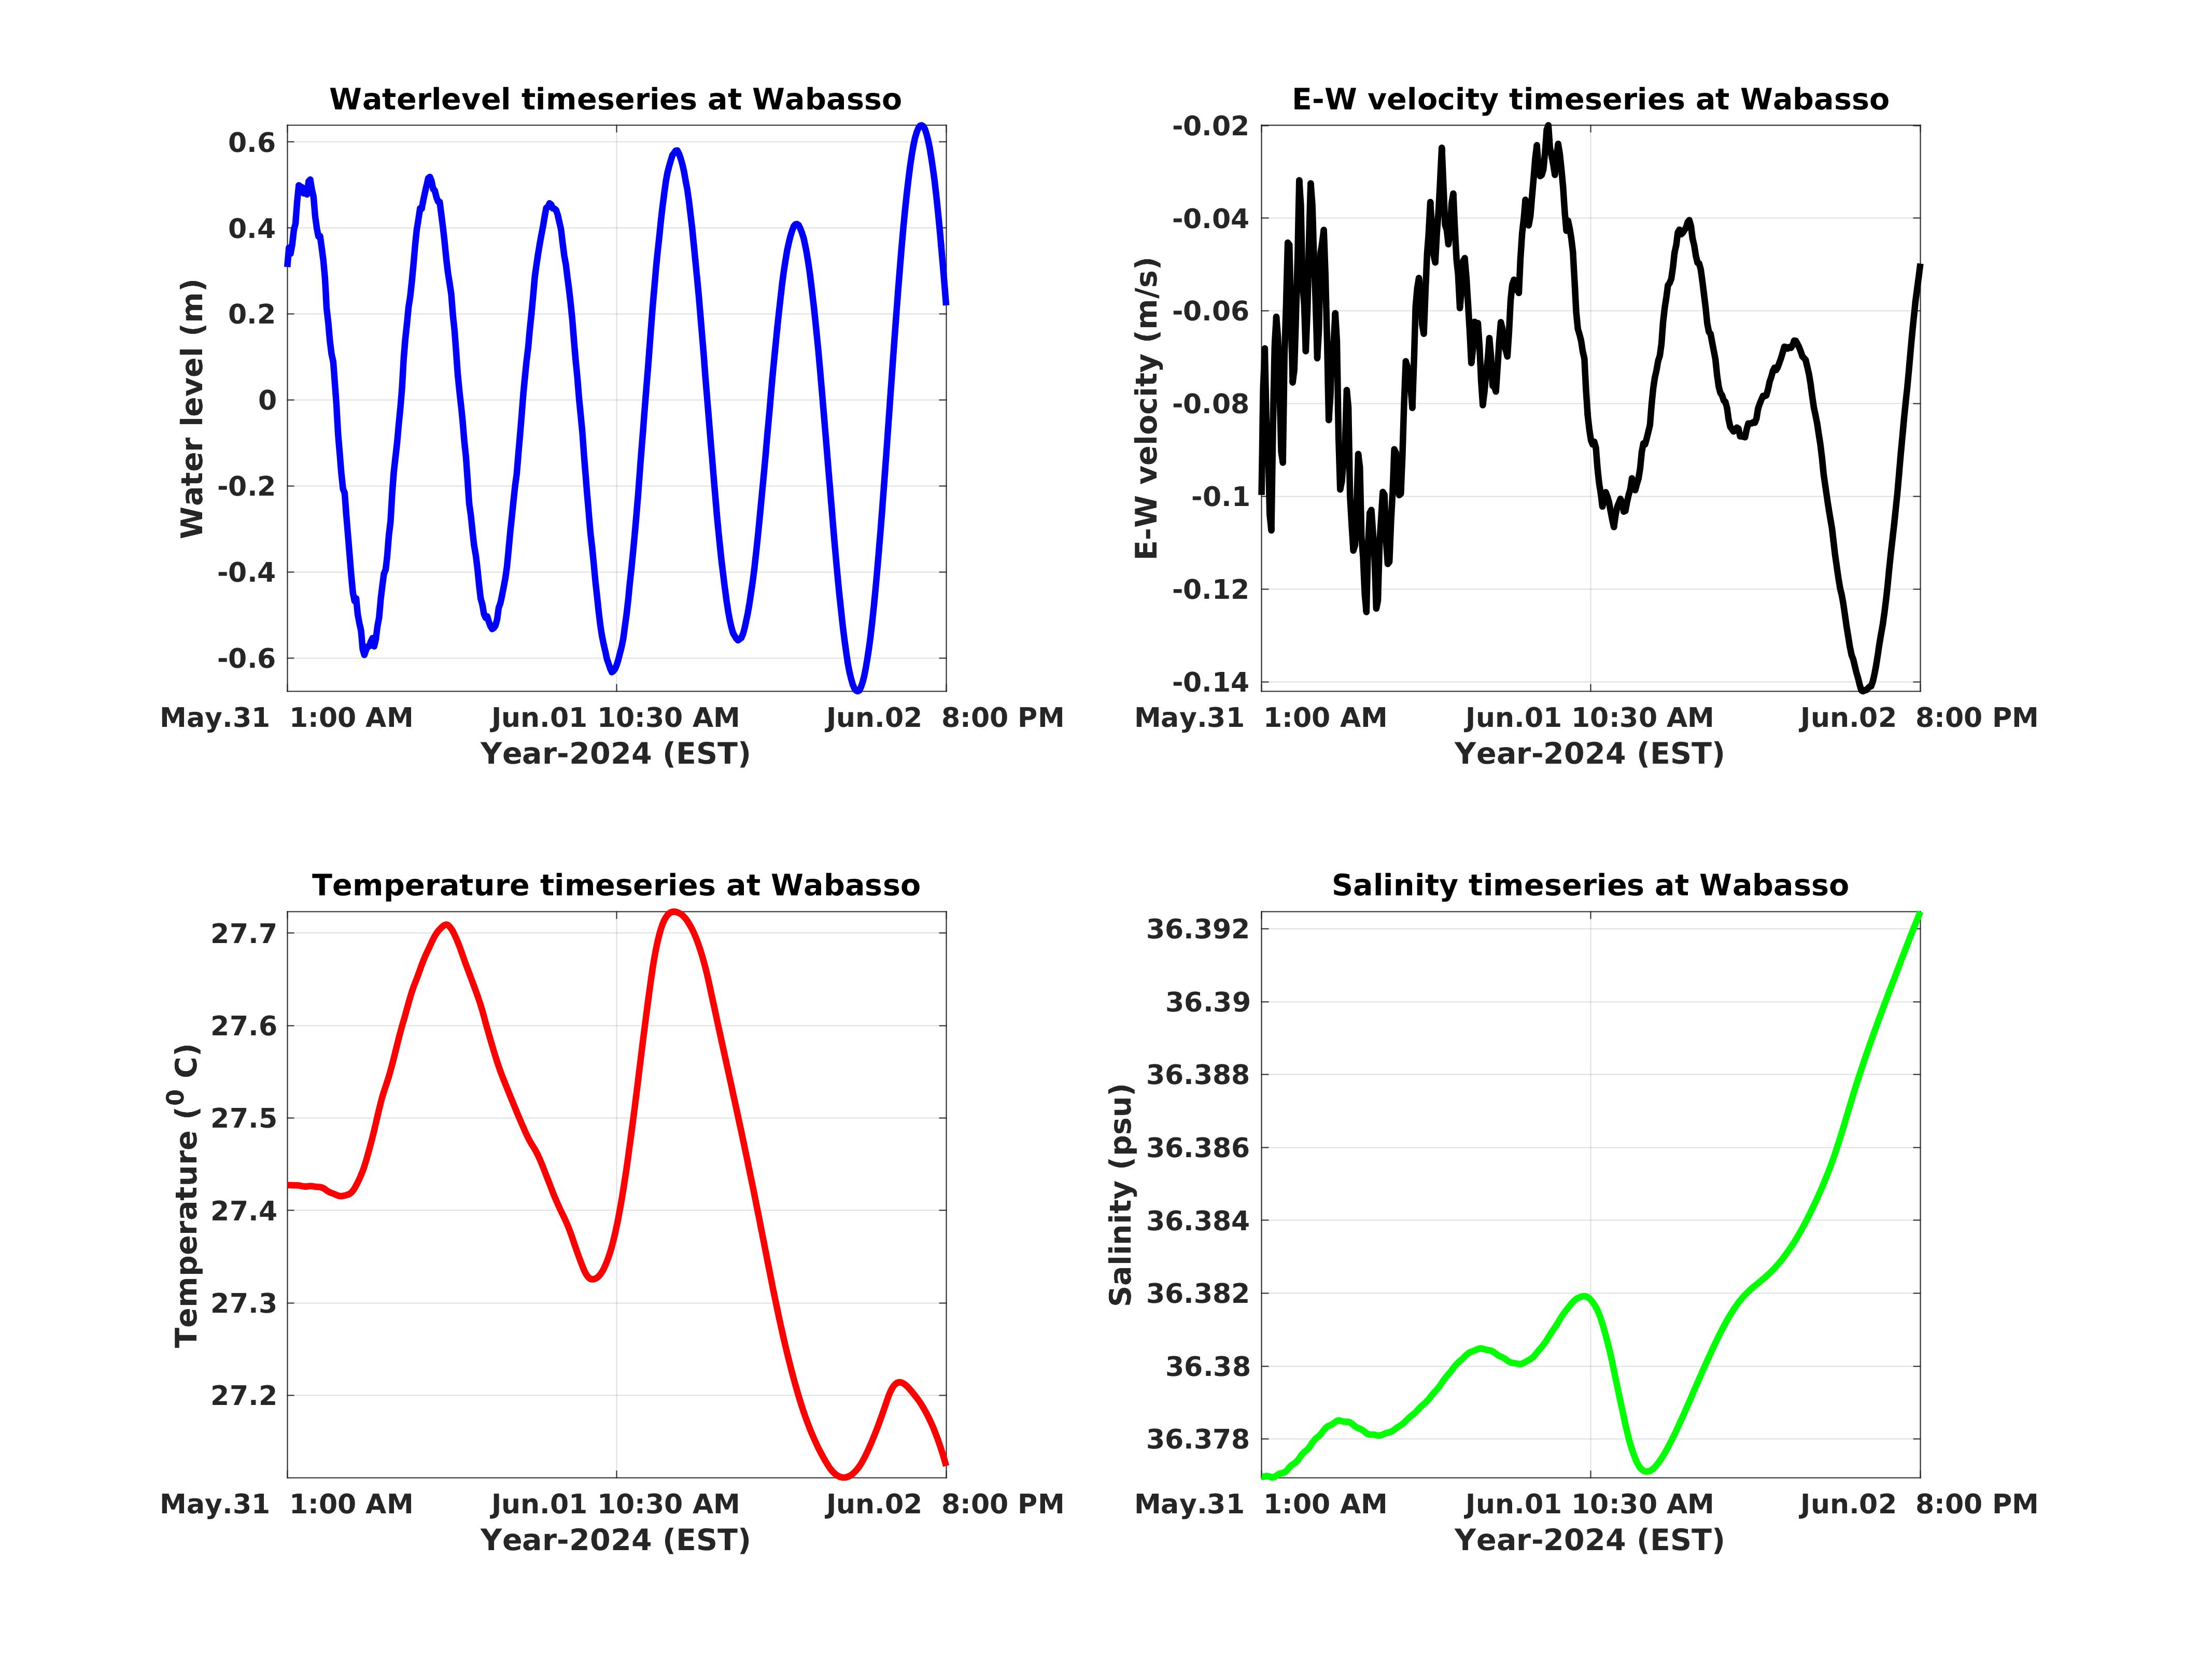 Waterlevel timeseries at Wabasso
0.6
0.4
0.2
0
-0.2
-0.4
-0.6
Water level (m)
May.31 1:00 AM Jun.01 10:30 AM Jun.02 8:00 PM
Year-2024 (EST)
E-W velocity timeseries at Wabasso
-0.02
-0.04
-0.06
-0.08
-0.1
-0.12
-0.14
E-W velocity (m/s)
May.31 1:00 AM Jun.01 10:30 AM Jun.02 8:00 PM
Year-2024 (EST)
Temperature timeseries at Wabasso
27.7
27.6
27.5
27.4
27.3
27.2
Temperature (⁰ C)
May.31 1:00 AM Jun.01 10:30 AM Jun.02 8:00 PM
Year-2024 (EST)
Salinity timeseries at Wabasso
36.392
36.39
36.388
36.386
36.384
36.382
36.38
36.378
Salinity (psu)
May.31 1:00 AM Jun.01 10:30 AM Jun.02 8:00 PM
Year-2024 (EST)